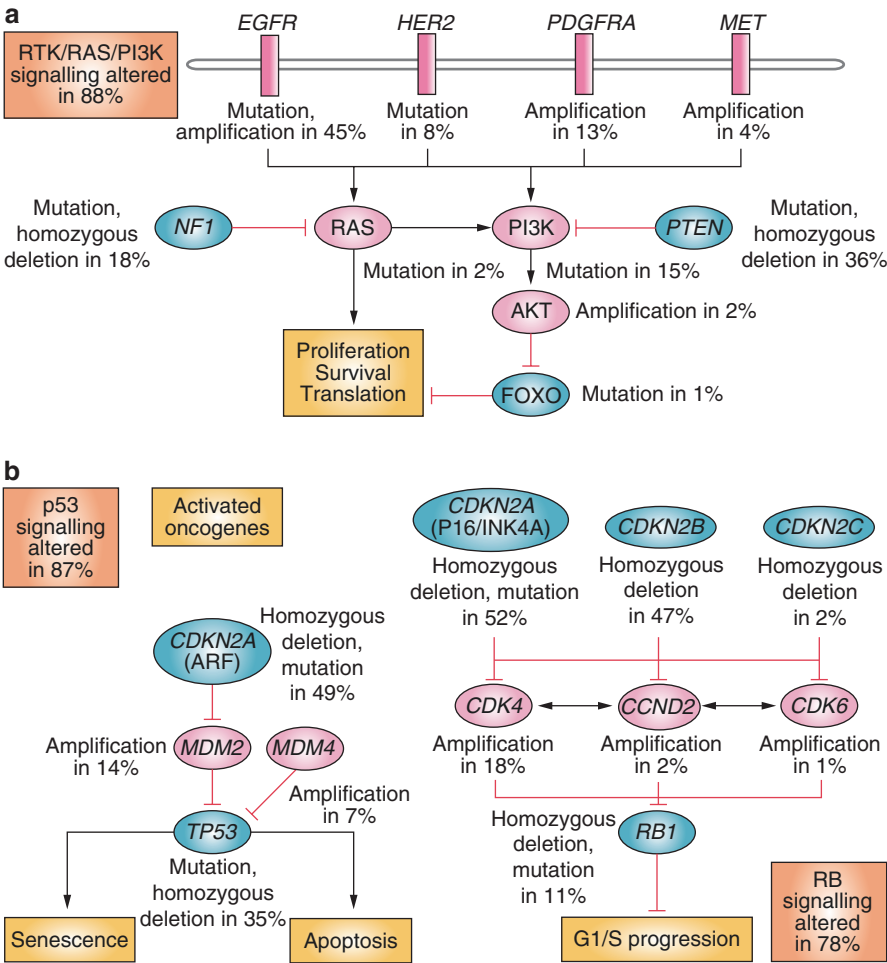 a
RTK/RAS/PI3K
signalling altered
in 88%
EGFR
HER2
PDGFRA
MET
Mutation,
amplification in 45%
Mutation
in 8%
Amplification
in 13%
Amplification
in 4%
Mutation,
homozygous
deletion in 18%
NF1
RAS
PI3K
PTEN
Mutation,
homozygous
deletion in 36%
Mutation in 2%
Mutation in 15%
AKT
Amplification in 2%
Proliferation
Survival
Translation
FOXO
Mutation in 1%
b
p53
signalling
altered
in 87%
Activated
oncogenes
CDKN2A
(ARF)
Homozygous
deletion,
mutation
in 49%
Amplification
in 14%
MDM2
MDM4
Amplification
in 7%
TP53
Mutation,
homozygous
deletion in 35%
Senescence
Apoptosis
CDKN2A
(P16/INK4A)
CDKN2B
CDKN2C
Homozygous
deletion, mutation
in 52%
Homozygous
deletion
in 47%
Homozygous
deletion
in 2%
CDK4
CCND2
CDK6
Amplification
in 18%
Amplification
in 2%
Amplification
in 1%
Homozygous
deletion,
mutation
in 11%
RB1
G1/S progression
RB
signalling
altered
in 78%